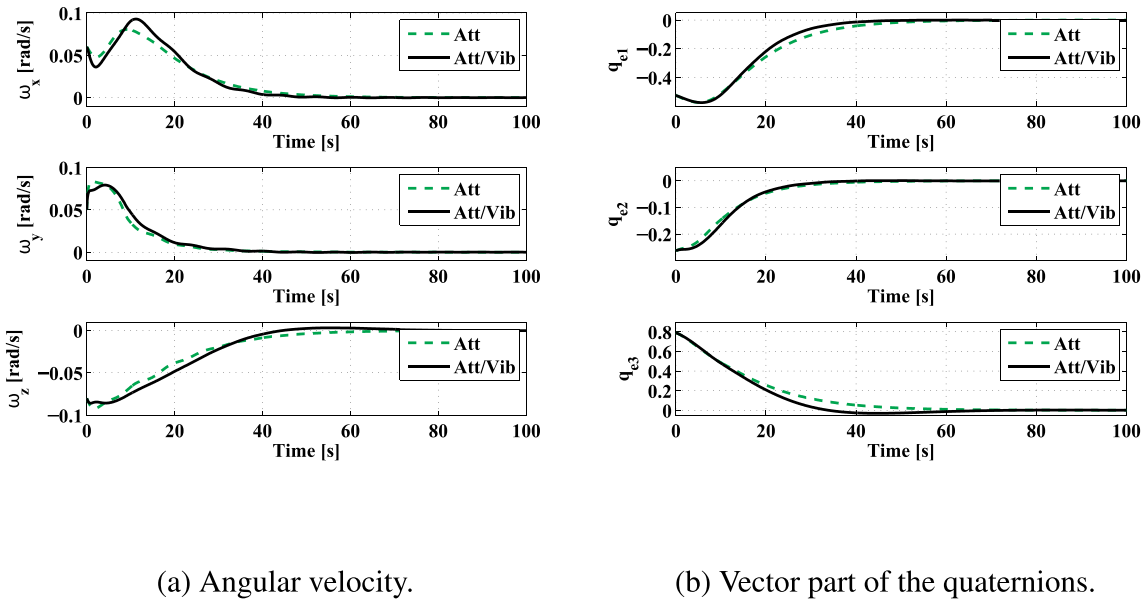 0.1
0.05
0
ω_x [rad/s]
Att
Att/Vib
0 20 40 60 80 100
Time [s]
0.1
0.05
0
ω_y [rad/s]
Att
Att/Vib
0 20 40 60 80 100
Time [s]
0
−0.05
−0.1
ω_z [rad/s]
Att
Att/Vib
0 20 40 60 80 100
Time [s]
(a) Angular velocity.
0
−0.2
−0.4
q_e1
Att
Att/Vib
0 20 40 60 80 100
Time [s]
0
−0.1
−0.2
q_e2
Att
Att/Vib
0 20 40 60 80 100
Time [s]
0.8
0.6
0.4
0.2
0
q_e3
Att
Att/Vib
0 20 40 60 80 100
Time [s]
(b) Vector part of the quaternions.